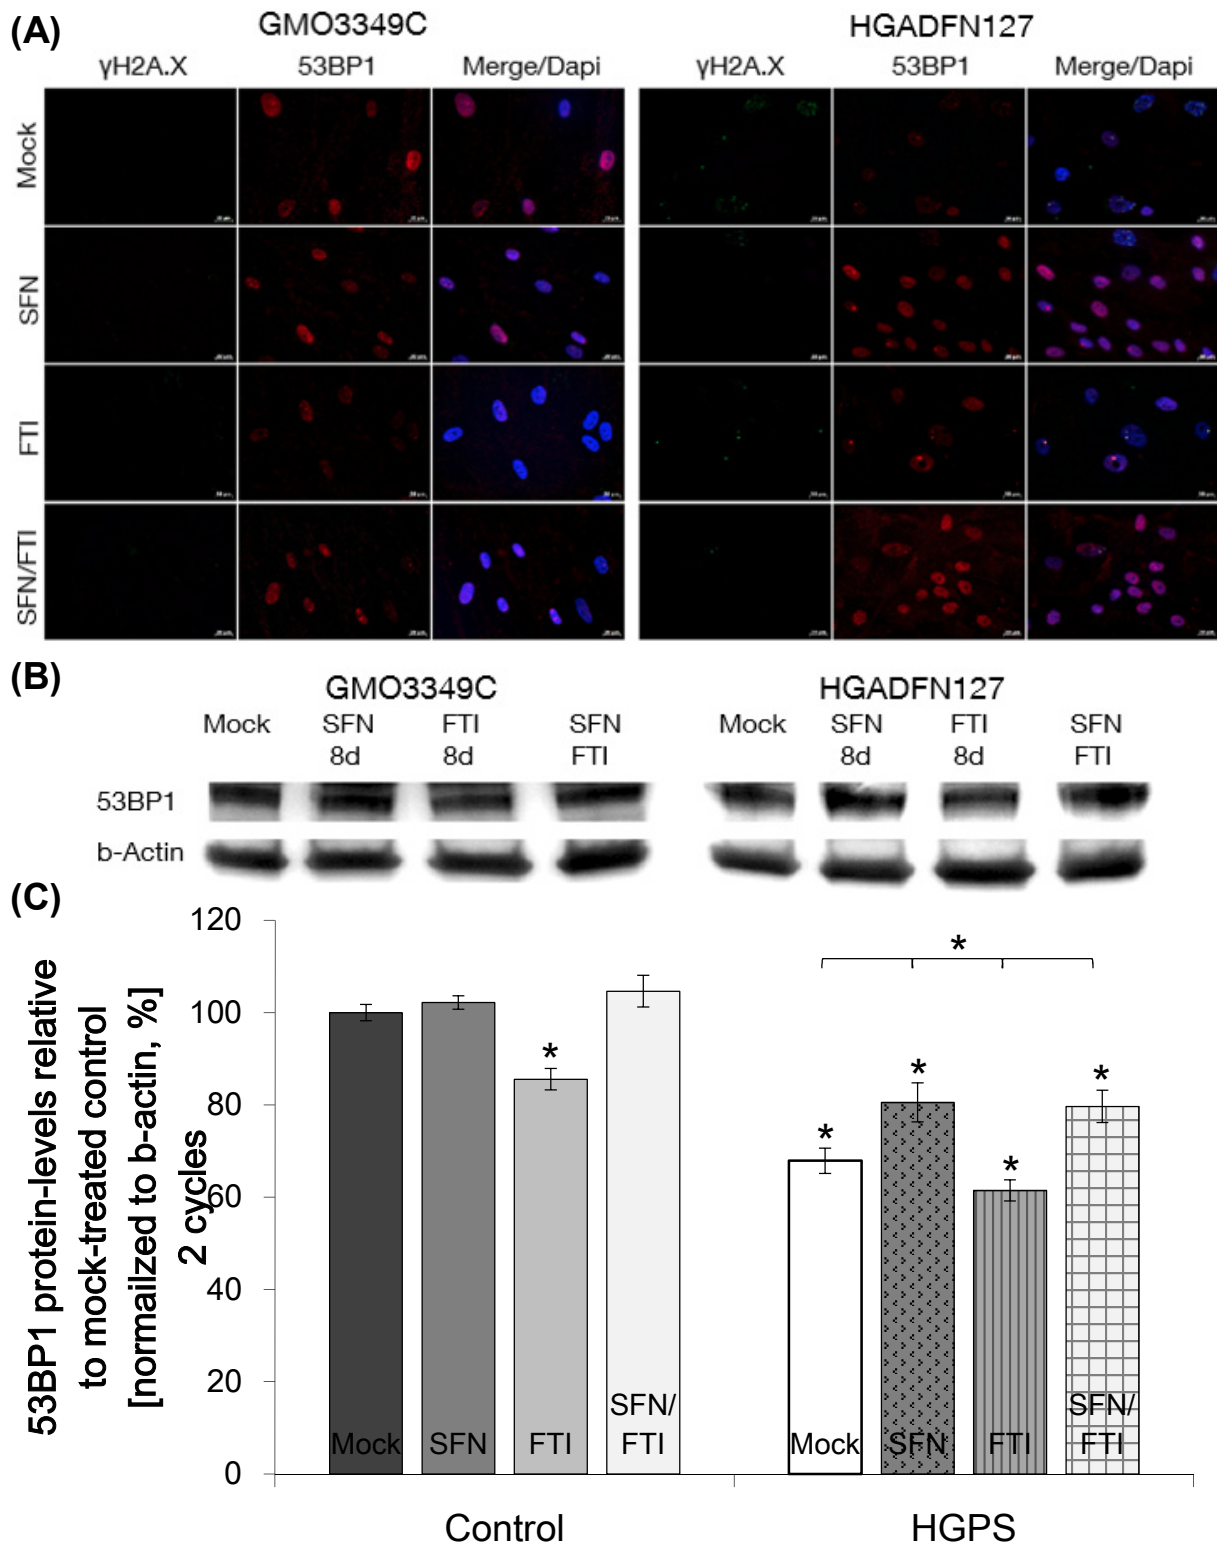 (A)
GMO3349C
HGADFN127
γH2A.X 53BP1 Merge/Dapi γH2A.X 53BP1 Merge/Dapi
Mock
SFN
FTI
SFN/FTI
(B)
GMO3349C
HGADFN127
Mock SFN FTI SFN Mock SFN FTI SFN
8d 8d FTI 8d 8d FTI
53BP1
b-Actin
(C)
53BP1 protein-levels relative
to mock-treated control
[normailzed to b-actin, %]
2 cycles
120
100
80
60
40
20
0
*
*
*
*
*
*
Mock
SFN
FTI
SFN/
FTI
Mock
SFN
FTI
SFN/
FTI
Control
HGPS